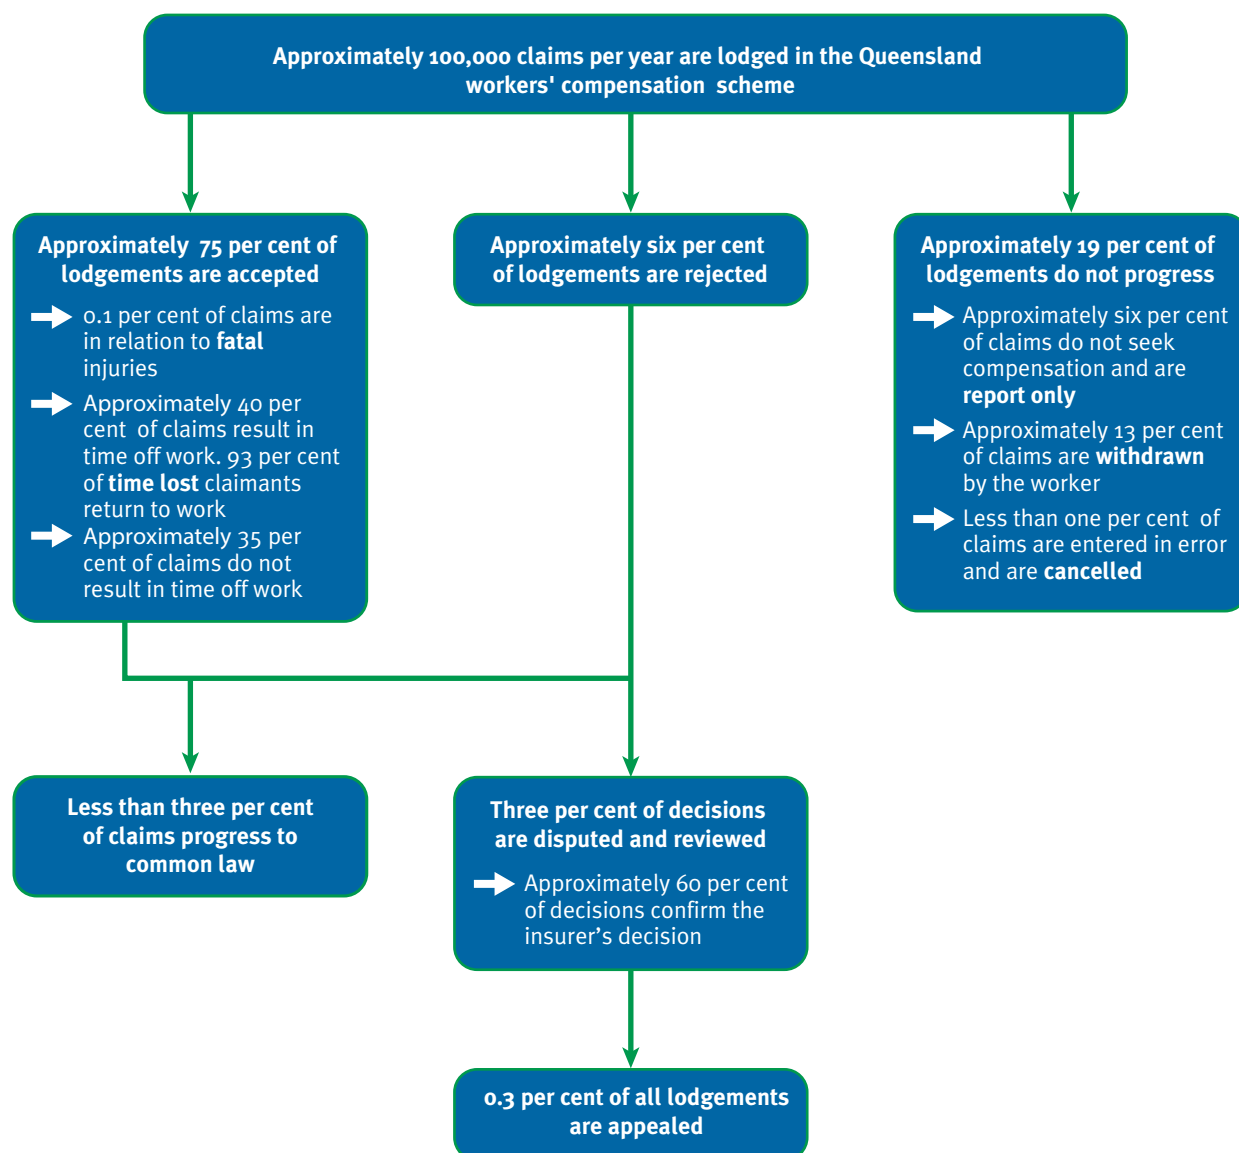 Approximately 100,000 claims per year are lodged in the Queensland
workers' compensation scheme
Approximately 75 per cent of
lodgements are accepted
0.1 per cent of claims are
in relation to fatal
injuries
Approximately 40 per
cent of claims result in
time off work. 93 per cent
of time lost claimants
return to work
Approximately 35 per
cent of claims do not
result in time off work
Approximately six per cent
of lodgements are rejected
Approximately 19 per cent of
lodgements do not progress
Approximately six per cent
of claims do not seek
compensation and are
report only
Approximately 13 per cent
of claims are withdrawn
by the worker
Less than one per cent of
claims are entered in error
and are cancelled
Less than three per cent
of claims progress to
common law
Three per cent of decisions
are disputed and reviewed
Approximately 60 per cent
of decisions confirm the
insurer’s decision
0.3 per cent of all lodgements
are appealed